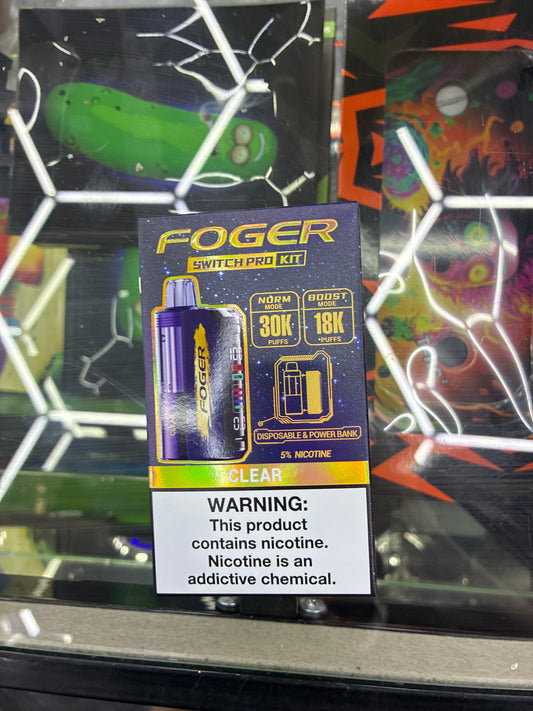 FOGER
SWITCH PRO KIT
NORM
MODE
30K
PUFFS
BOOST
MODE
18K
+PUFFS
FOGER
DISPOSABLE & POWER BANK
5% NICOTINE
CLEAR
WARNING:
This product
contains nicotine.
Nicotine is an
addictive chemical.